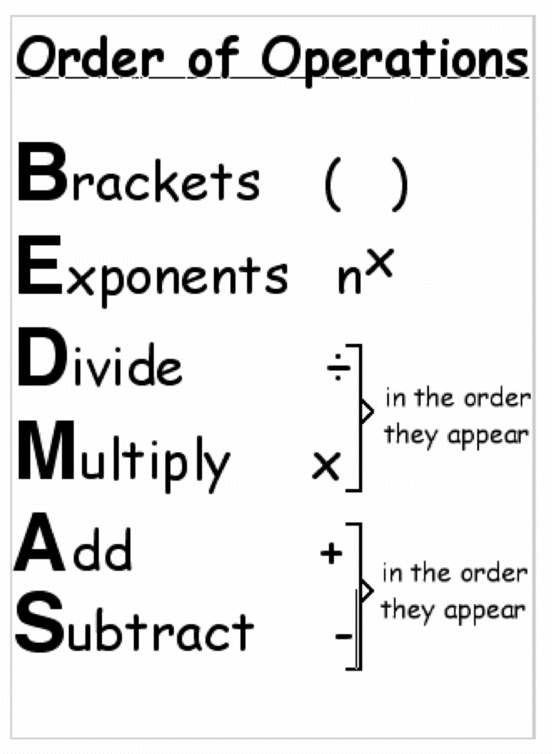 Order of Operations
Brackets ( )
Exponents nˣ
Divide ÷
in the order
they appear
Multiply x
Add +
in the order
they appear
Subtract -